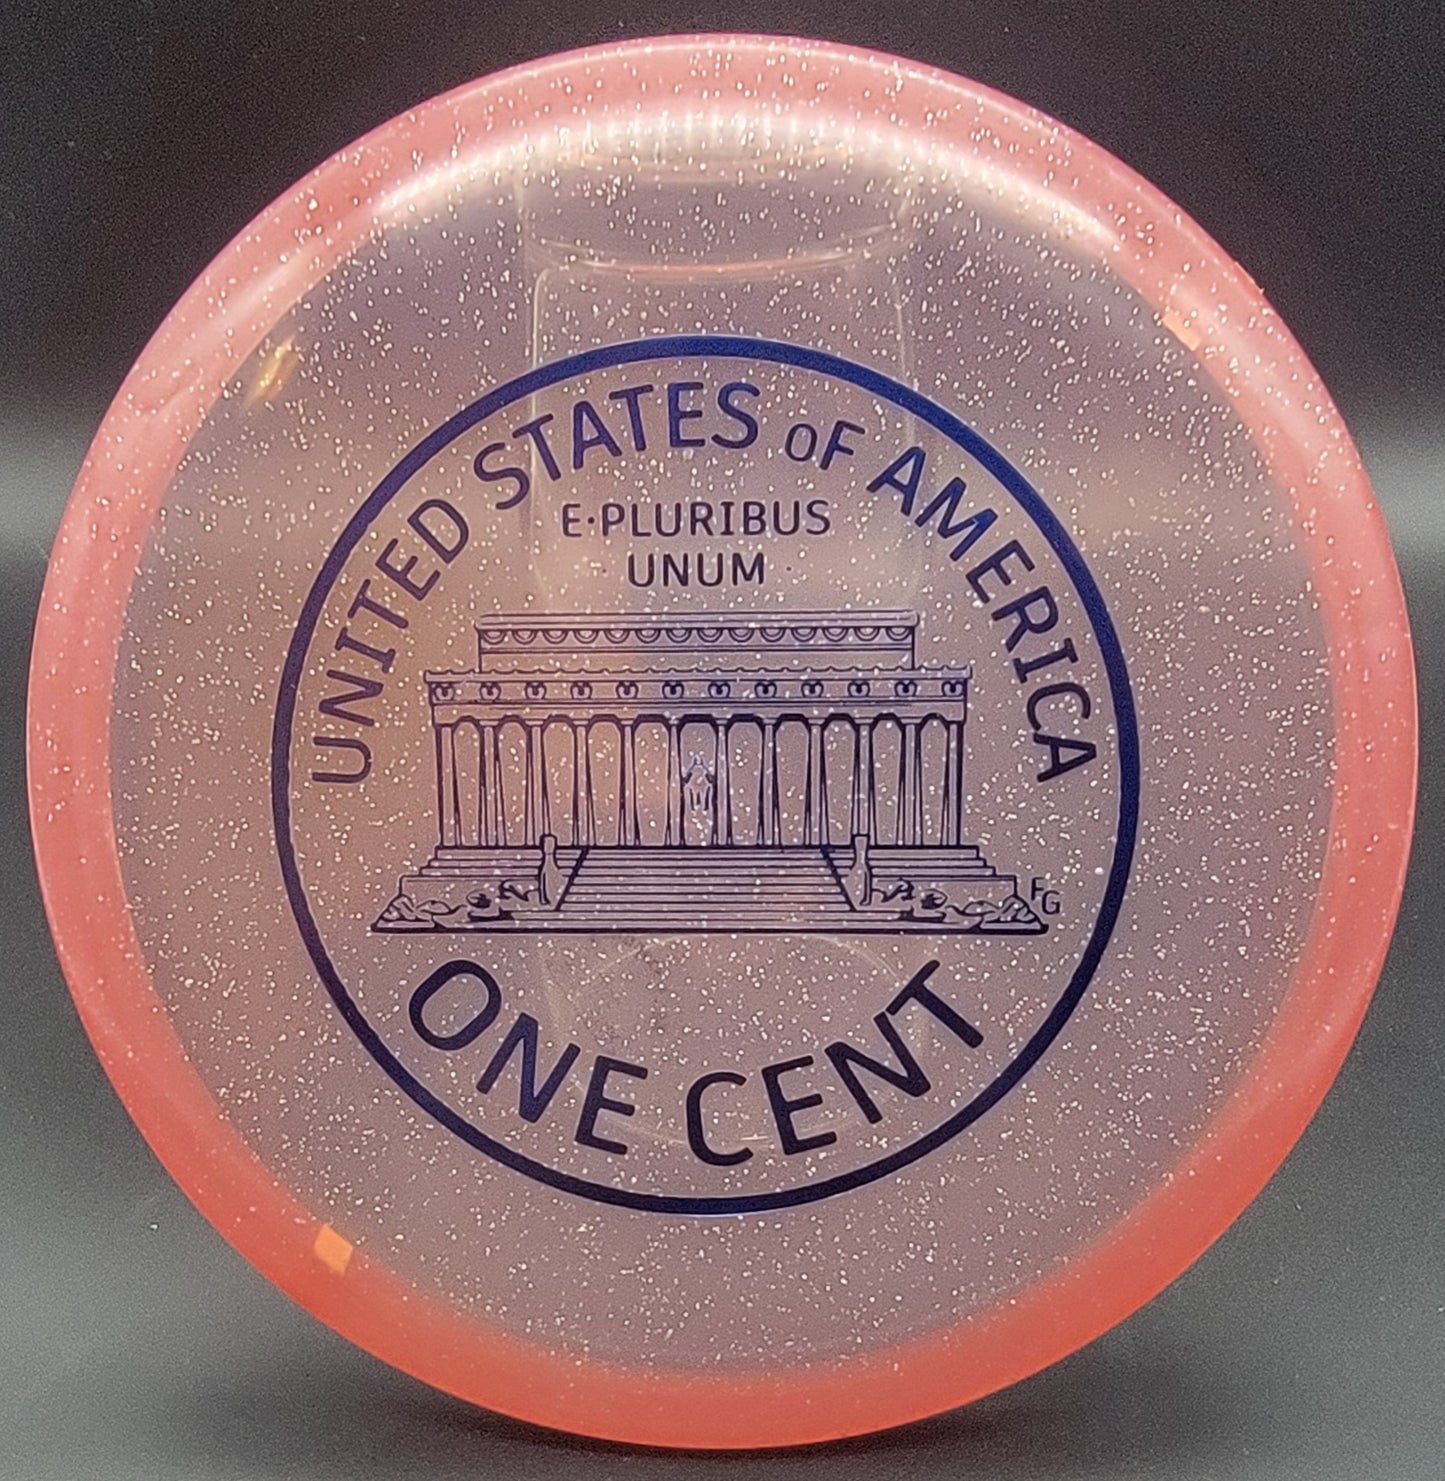 UNITED STATES oF AMERICA
E·PLURIBUS
· UNUM ·
FG
ONE CENT